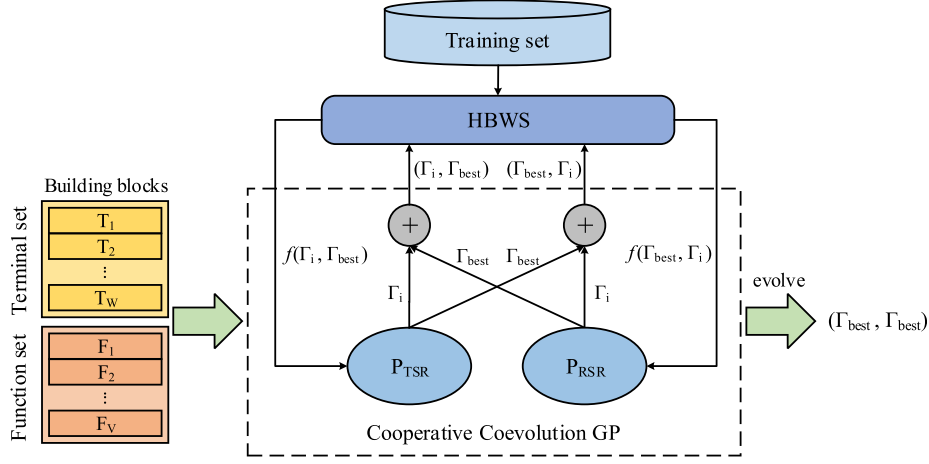 Training set
HBWS
(Γi , Γbest)
(Γbest, Γi)
Building blocks
Terminal set
T1
T2
...
TW
Function set
F1
F2
...
FV
+
+
f(Γi , Γbest)
Γbest
Γbest
f(Γbest, Γi)
Γi
Γi
PTSR
PRSR
Cooperative Coevolution GP
evolve
(Γbest , Γbest)